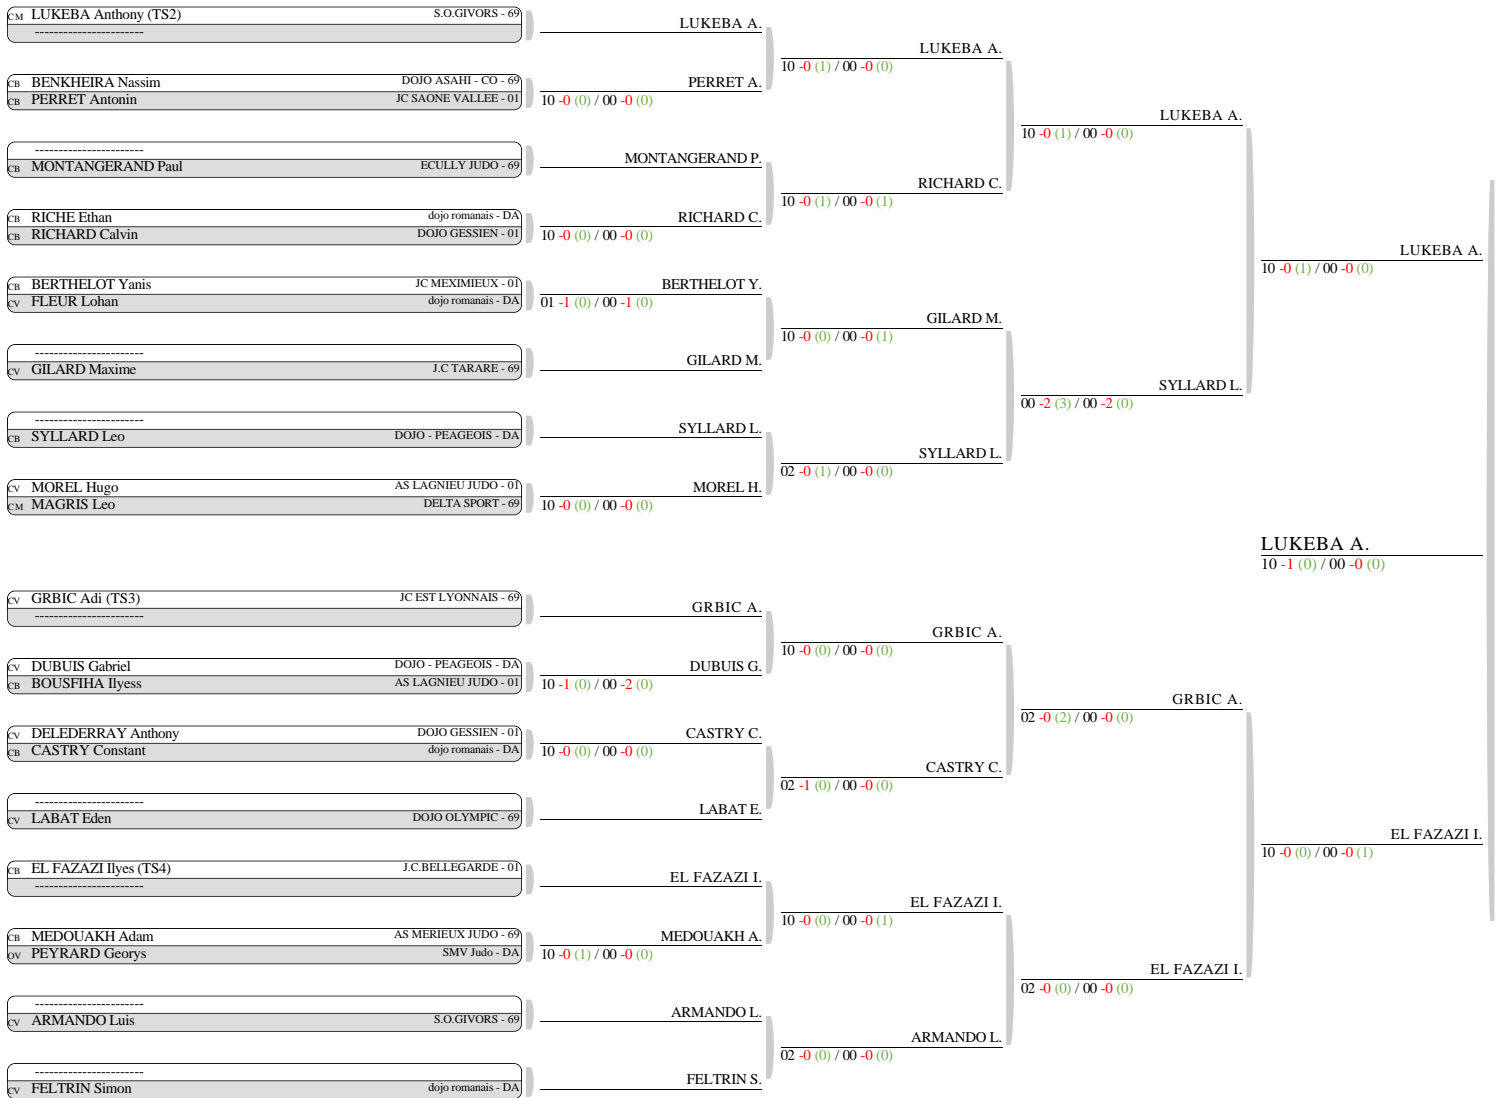 CM LUKEBA Anthony (TS2) S.O.GIVORS - 69
-----------------------
CB BENKHEIRA Nassim DOJO ASAHI - CO - 69
CB PERRET Antonin JC SAONE VALLEE - 01
-----------------------
CB MONTANGERAND Paul ECULLY JUDO - 69
CB RICHE Ethan dojo romanais - DA
CB RICHARD Calvin DOJO GESSIEN - 01
CB BERTHELOT Yanis JC MEXIMIEUX - 01
CV FLEUR Lohan dojo romanais - DA
-----------------------
CV GILARD Maxime J.C TARARE - 69
-----------------------
CB SYLLARD Leo DOJO - PEAGEOIS - DA
CV MOREL Hugo AS LAGNIEU JUDO - 01
CM MAGRIS Leo DELTA SPORT - 69
CV GRBIC Adi (TS3) JC EST LYONNAIS - 69
-----------------------
CV DUBUIS Gabriel DOJO - PEAGEOIS - DA
CB BOUSFIHA Ilyess AS LAGNIEU JUDO - 01
CV DELEDERRAY Anthony DOJO GESSIEN - 01
CB CASTRY Constant dojo romanais - DA
-----------------------
CV LABAT Eden DOJO OLYMPIC - 69
CB EL FAZAZI Ilyes (TS4) J.C.BELLEGARDE - 01
-----------------------
CB MEDOUAKH Adam AS MERIEUX JUDO - 69
OV PEYRARD Georys SMV Judo - DA
-----------------------
CV ARMANDO Luis S.O.GIVORS - 69
-----------------------
CV FELTRIN Simon dojo romanais - DA
LUKEBA A.
PERRET A.
10 -0 (0) / 00 -0 (0)
MONTANGERAND P.
RICHARD C.
10 -0 (0) / 00 -0 (0)
BERTHELOT Y.
01 -1 (0) / 00 -1 (0)
GILARD M.
SYLLARD L.
MOREL H.
10 -0 (0) / 00 -0 (0)
GRBIC A.
DUBUIS G.
10 -1 (0) / 00 -2 (0)
CASTRY C.
10 -0 (0) / 00 -0 (0)
LABAT E.
EL FAZAZI I.
MEDOUAKH A.
10 -0 (1) / 00 -0 (0)
ARMANDO L.
FELTRIN S.
LUKEBA A.
10 -0 (1) / 00 -0 (0)
RICHARD C.
10 -0 (1) / 00 -0 (1)
GILARD M.
10 -0 (0) / 00 -0 (1)
SYLLARD L.
02 -0 (1) / 00 -0 (0)
GRBIC A.
10 -0 (0) / 00 -0 (0)
CASTRY C.
02 -1 (0) / 00 -0 (0)
EL FAZAZI I.
10 -0 (0) / 00 -0 (1)
ARMANDO L.
02 -0 (0) / 00 -0 (0)
LUKEBA A.
10 -0 (1) / 00 -0 (0)
SYLLARD L.
00 -2 (3) / 00 -2 (0)
GRBIC A.
02 -0 (2) / 00 -0 (0)
EL FAZAZI I.
02 -0 (0) / 00 -0 (0)
LUKEBA A.
10 -0 (1) / 00 -0 (0)
LUKEBA A.
10 -1 (0) / 00 -0 (0)
EL FAZAZI I.
10 -0 (0) / 00 -0 (1)